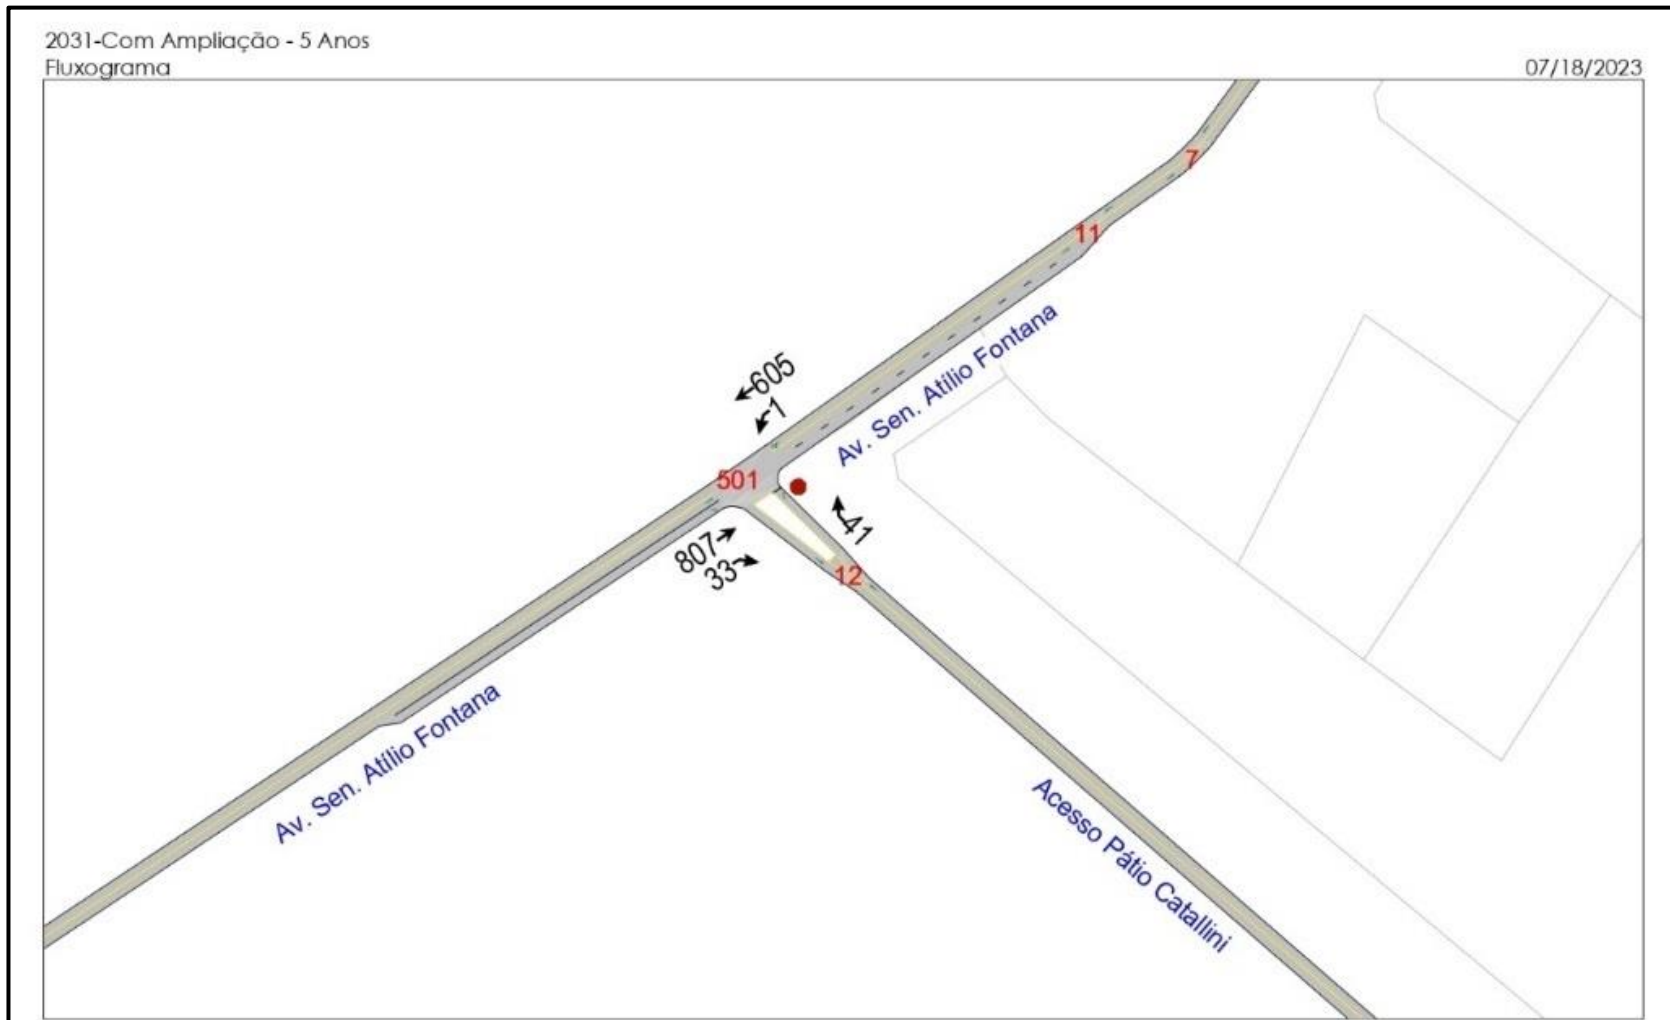 2031-Com Ampliação - 5 Anos
Fluxograma
07/18/2023
7
11
Av. Sen. Atílio Fontana
605
1
501
41
807
33
12
Av. Sen. Atílio Fontana
Acesso Pátio Catallini